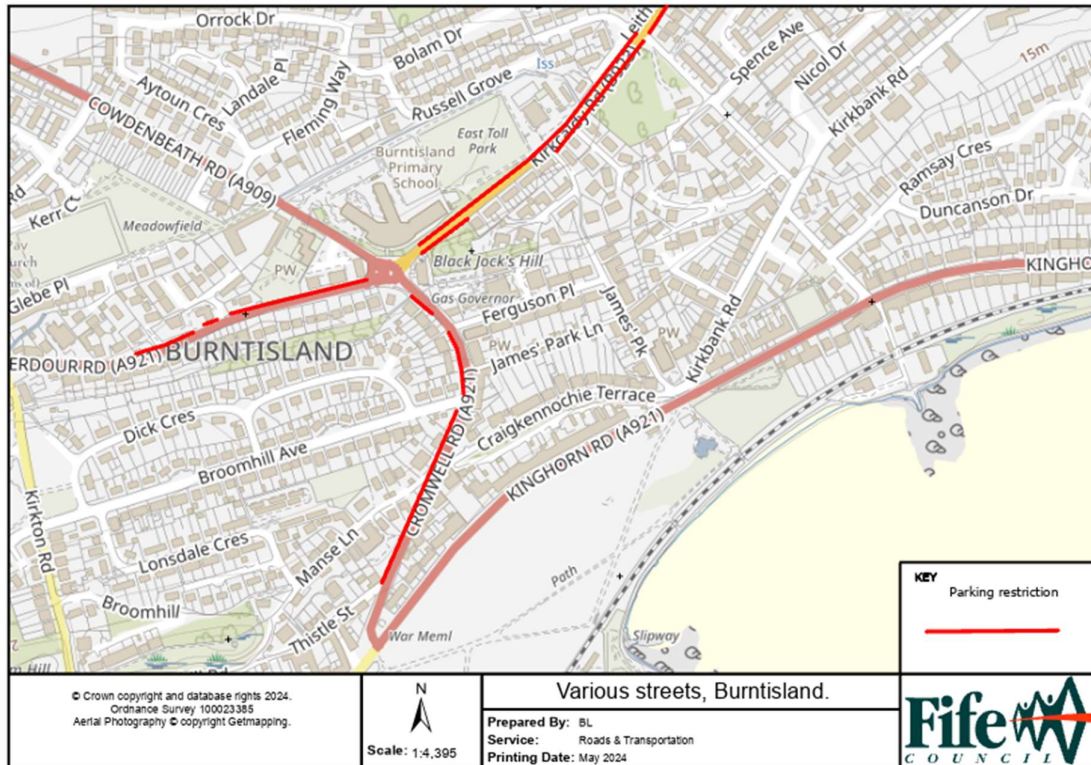 Orrock Dr
Leith
Bolam Dr
Spence Ave
Nicol Dr
15m
Iss
Aytoun Cres
Landale Pl
Fleming Way
Russell Grove
Kirkcaldy Rd (B923)
Kirkbank Rd
COWDENBEATH RD (A909)
East Toll
Park
Burntisland
Primary
School
Ramsay Cres
Duncanson Dr
Rd
Kerr
Meadowfield
PW
Black Jock's Hill
Glebe Pl
Gas Governor
Ferguson Pl
James' Pk
PW
KINGHO
James' Park Ln
PW
Kirkbank Rd
ERDOUR RD (A921)
BURNTISLAND
Craigkennochie Terrace
Dick Cres
Broomhill Ave
CROMWELL RD (A921)
KINGHORN RD (A921)
Kirkton Rd
Lonsdale Cres
Manse Ln
Path
Broomhill
Thistle St
War Meml
Slipway
m Hill
KEY
Parking restriction
© Crown copyright and database rights 2024.
Ordnance Survey 100023385
Aerial Photography © copyright Getmapping.
N
Scale: 1:4,395
Various streets, Burntisland.
Prepared By: BL
Service: Roads & Transportation
Printing Date: May 2024
Fife
COUNCIL